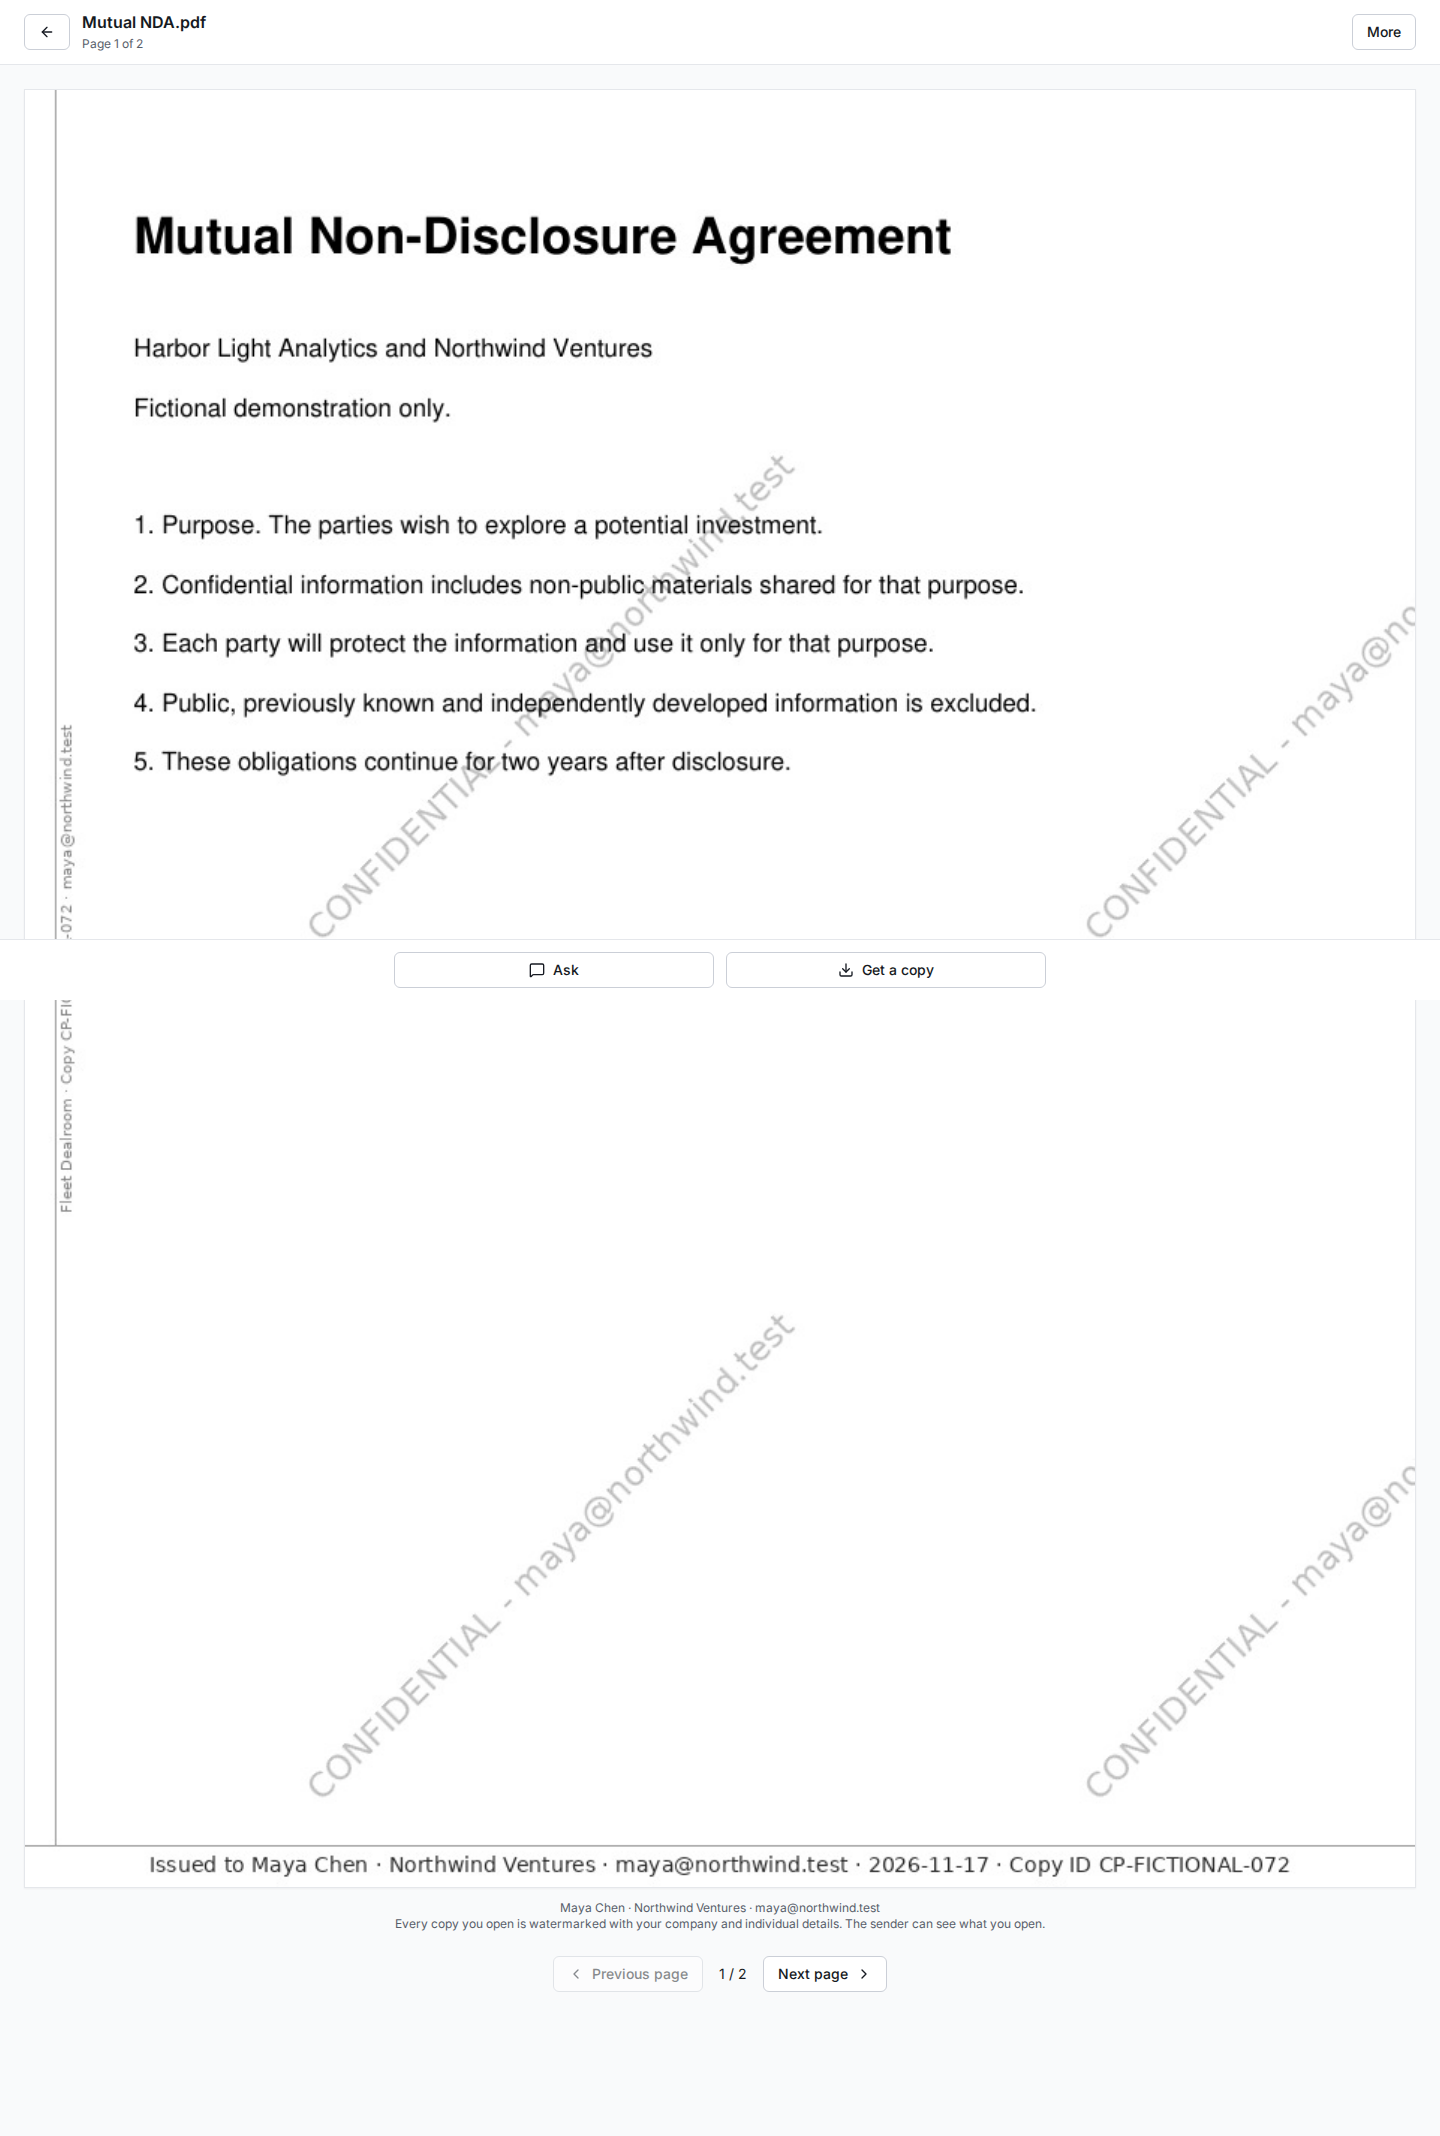 Mutual NDA.pdf
Page 1 of 2
More
Mutual Non-Disclosure Agreement
Harbor Light Analytics and Northwind Ventures
Fictional demonstration only.
1. Purpose. The parties wish to explore a potential investment.
2. Confidential information includes non-public materials shared for that purpose.
3. Each party will protect the information and use it only for that purpose.
4. Public, previously known and independently developed information is excluded.
5. These obligations continue for two years after disclosure.
CONFIDENTIAL - maya@northwind.test
CONFIDENTIAL - maya@no
-072 · maya@northwind.test
Ask
Get a copy
Fleet Dealroom · Copy CP-FIC
CONFIDENTIAL - maya@northwind.test
CONFIDENTIAL - maya@no
Issued to Maya Chen · Northwind Ventures · maya@northwind.test · 2026-11-17 · Copy ID CP-FICTIONAL-072
Maya Chen · Northwind Ventures · maya@northwind.test
Every copy you open is watermarked with your company and individual details. The sender can see what you open.
Previous page
1 / 2
Next page